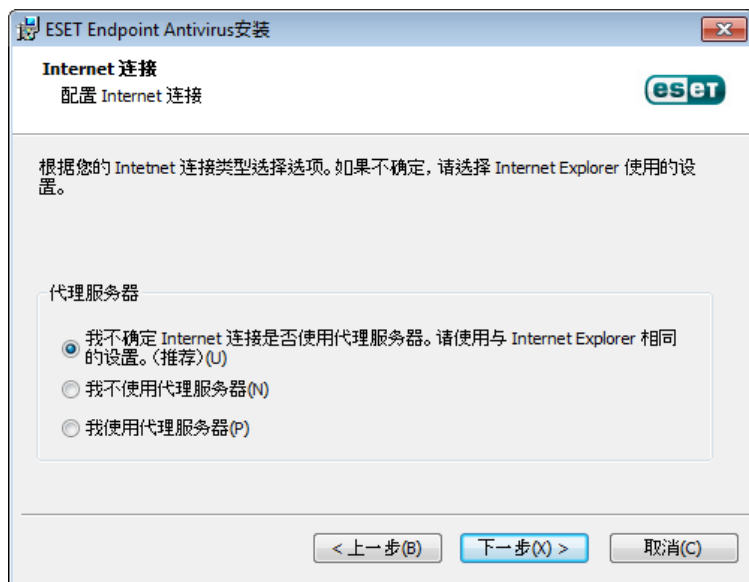 ESET Endpoint Antivirus安装
Internet 连接
配置 Internet 连接
eset
根据您的 Intetnet 连接类型选择选项。如果不确定，请选择 Internet Explorer 使用的设
置。
代理服务器
我不确定 Internet 连接是否使用代理服务器。请使用与 Internet Explorer 相同
的设置。（推荐）(U)
我不使用代理服务器(N)
我使用代理服务器(P)
< 上一步(B)
下一步(X) >
取消(C)